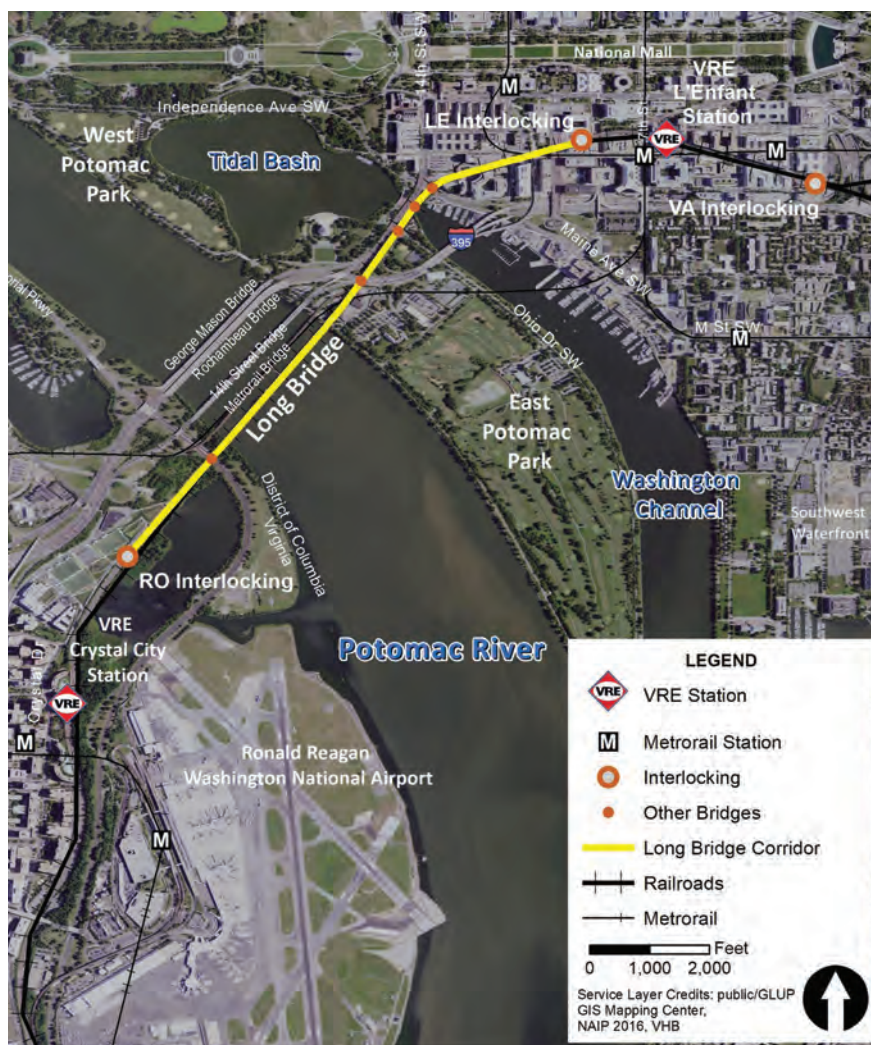 National Mall
14th St SW
VRE
L'Enfant
Station
Independence Ave SW
LE Interlocking
7th St
West
Potomac
Park
Tidal Basin
M
VRE
M
M
VA Interlocking
395
Maine Ave SW
George Mason Bridge
Rochambeau Bridge
14th Street Bridge
Metrorail Bridge
Long Bridge
Ohio Dr SW
M St SW
M
East
Potomac
Park
Washington
Channel
Southwest
Waterfront
District of Columbia
Virginia
RO Interlocking
VRE
Crystal City
Station
Potomac River
VRE
M
M
Ronald Reagan
Washington National Airport
LEGEND
VRE VRE Station
M Metrorail Station
Interlocking
Other Bridges
Long Bridge Corridor
Railroads
Metrorail
Feet
0 1,000 2,000
Service Layer Credits: public/GLUP
GIS Mapping Center,
NAIP 2016, VHB